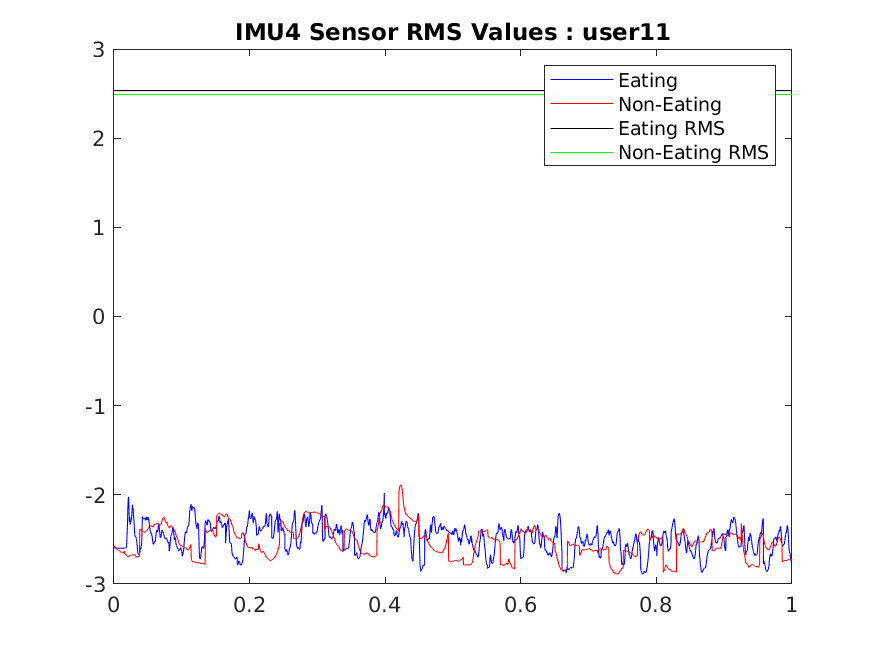 IMU4 Sensor RMS Values : user11
3
Eating
Non-Eating
Eating RMS
Non-Eating RMS
2
1
0
-1
-2
-3
0 0.2 0.4 0.6 0.8 1